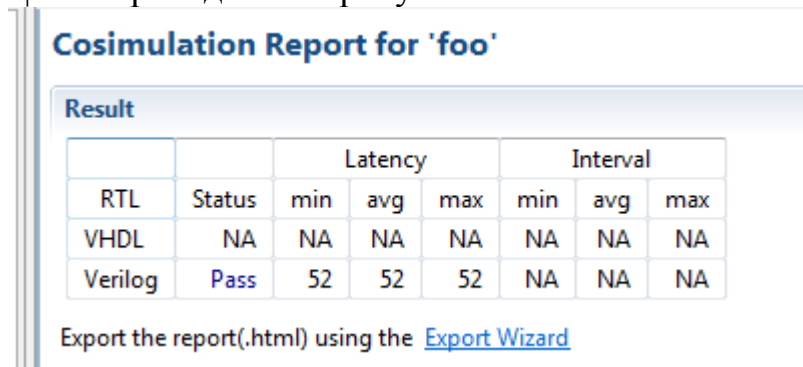 Cosimulation Report for 'foo'
Result
Latency Interval
RTL Status min avg max min avg max
VHDL NA NA NA NA NA NA NA
Verilog Pass 52 52 52 NA NA NA
Export the report(.html) using the Export Wizard